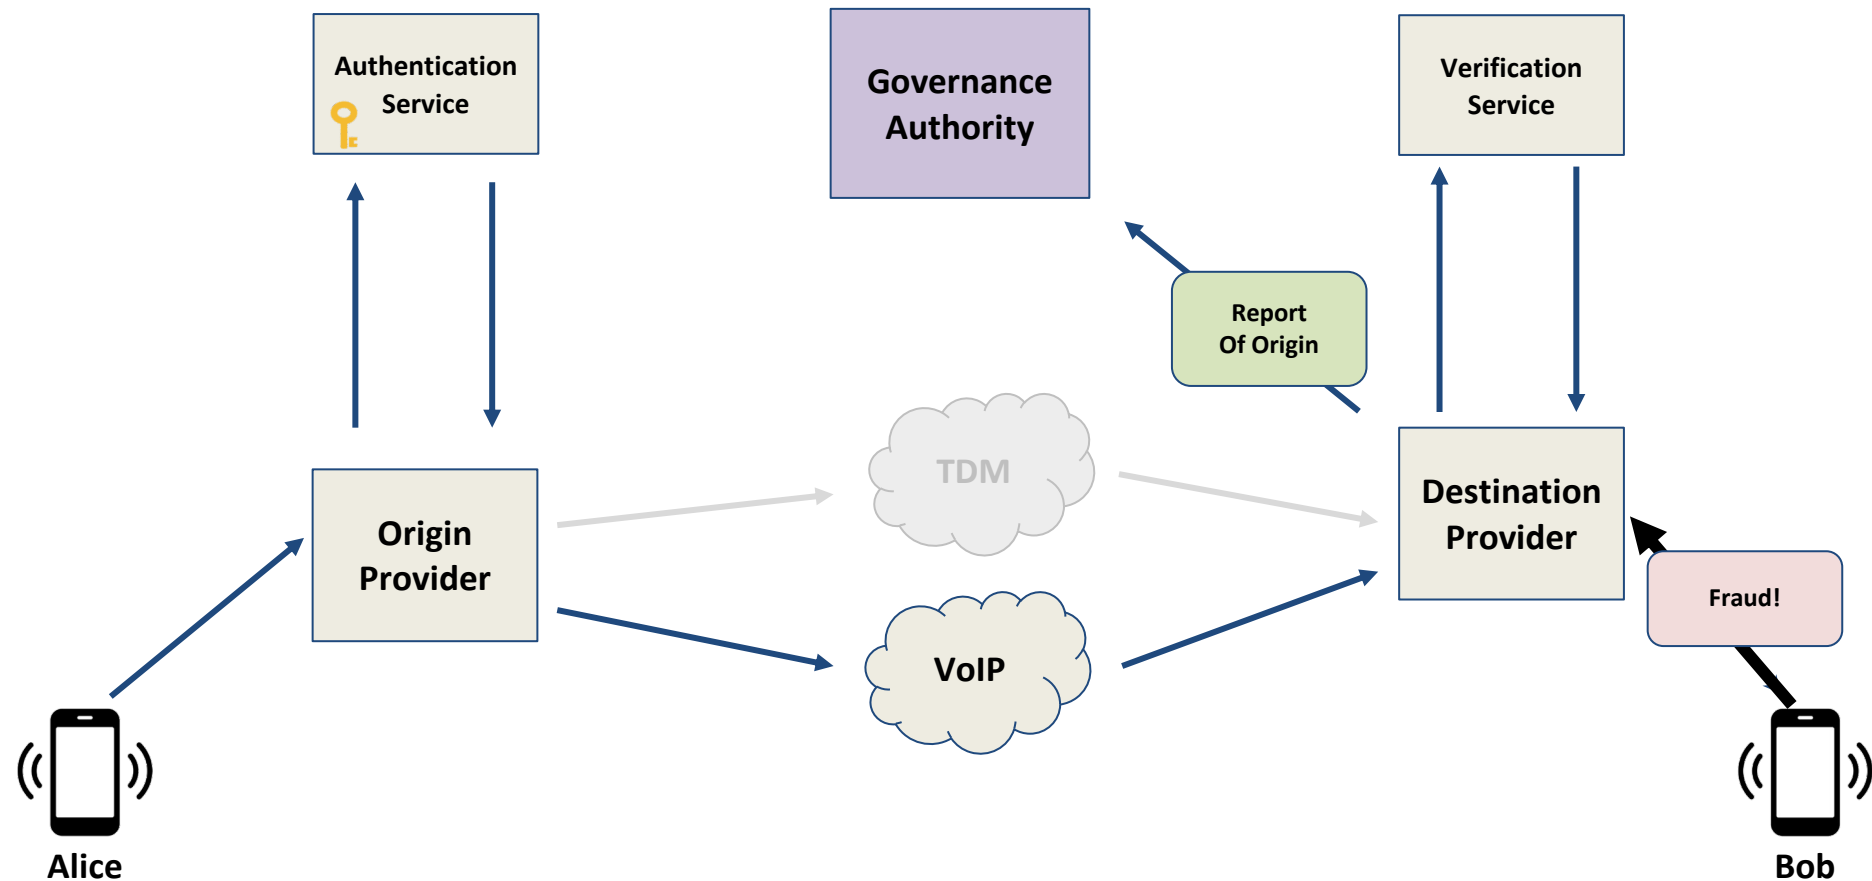 Authentication
Service
Governance
Authority
Verification
Service
Report
Of Origin
TDM
Origin
Provider
Destination
Provider
Fraud!
VoIP
Alice
Bob